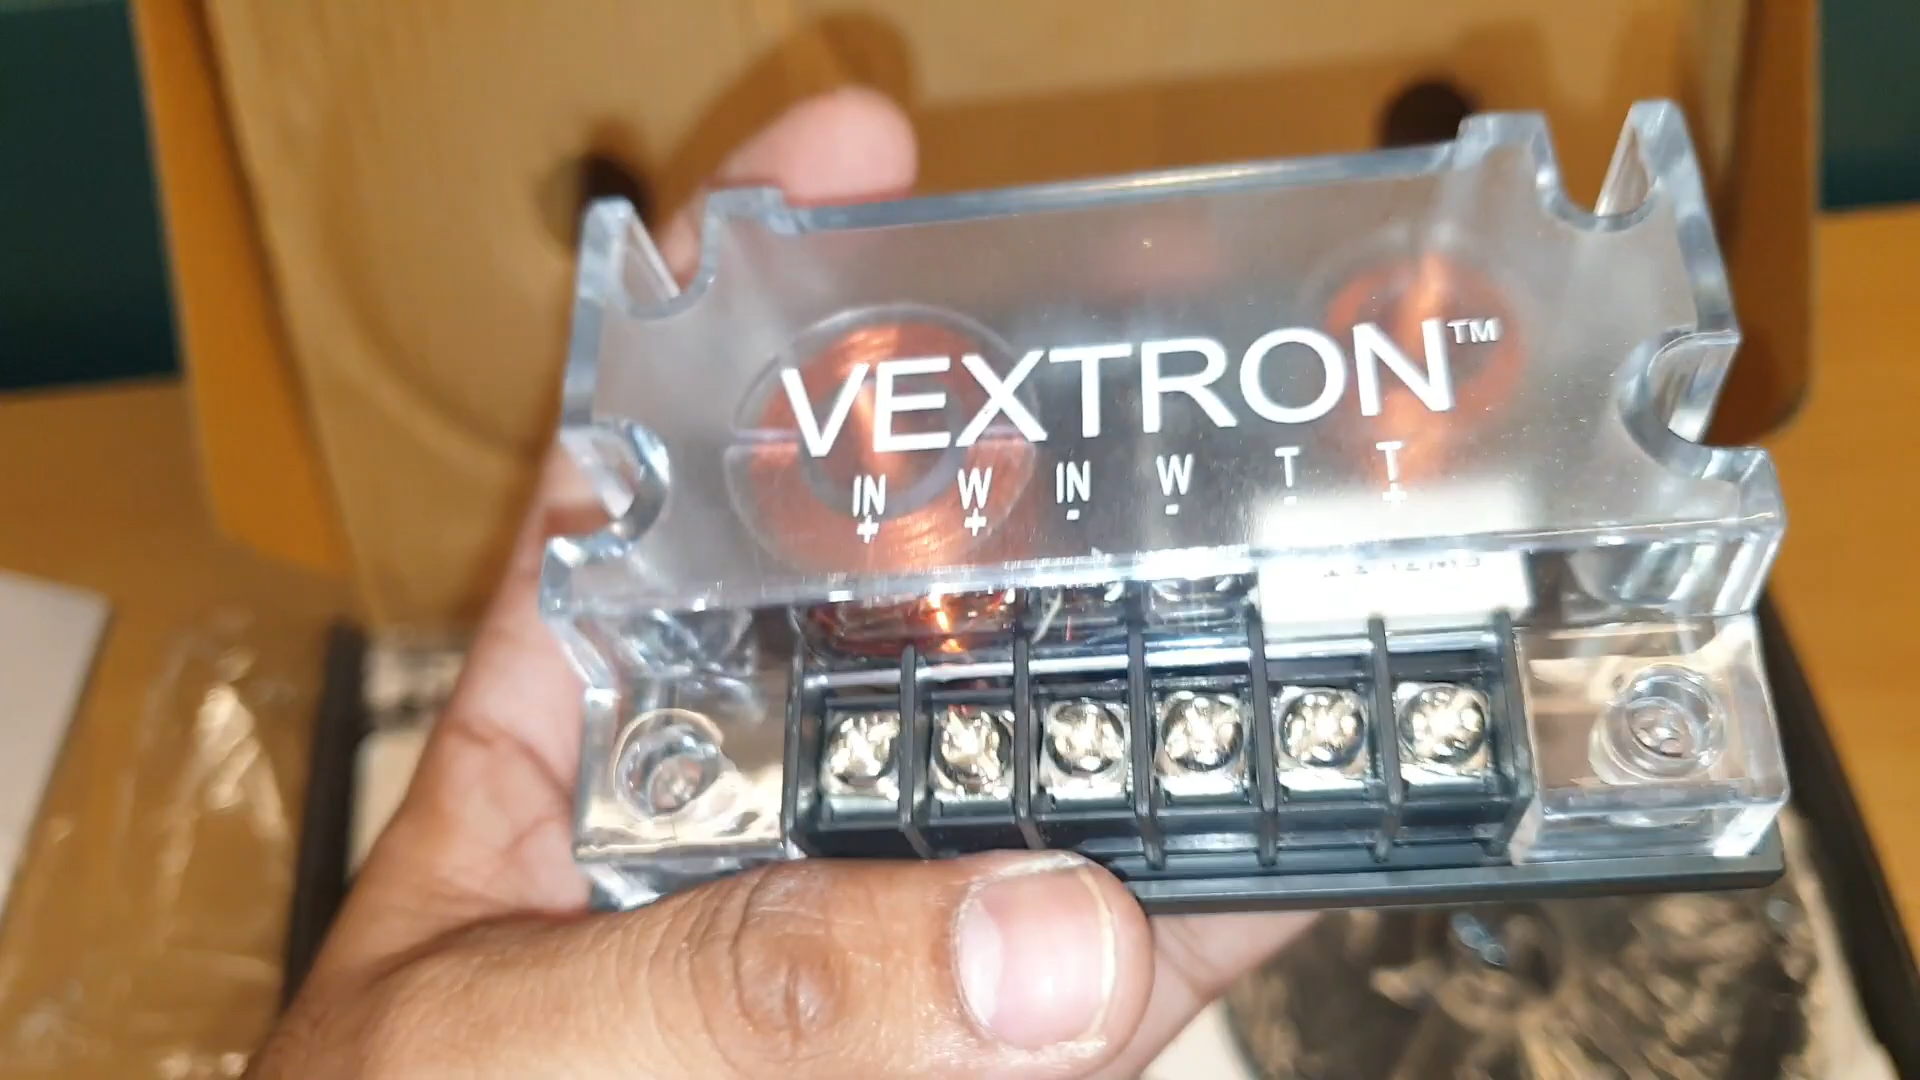 VEXTRON™
IN W IN W T T
+ + - - - +